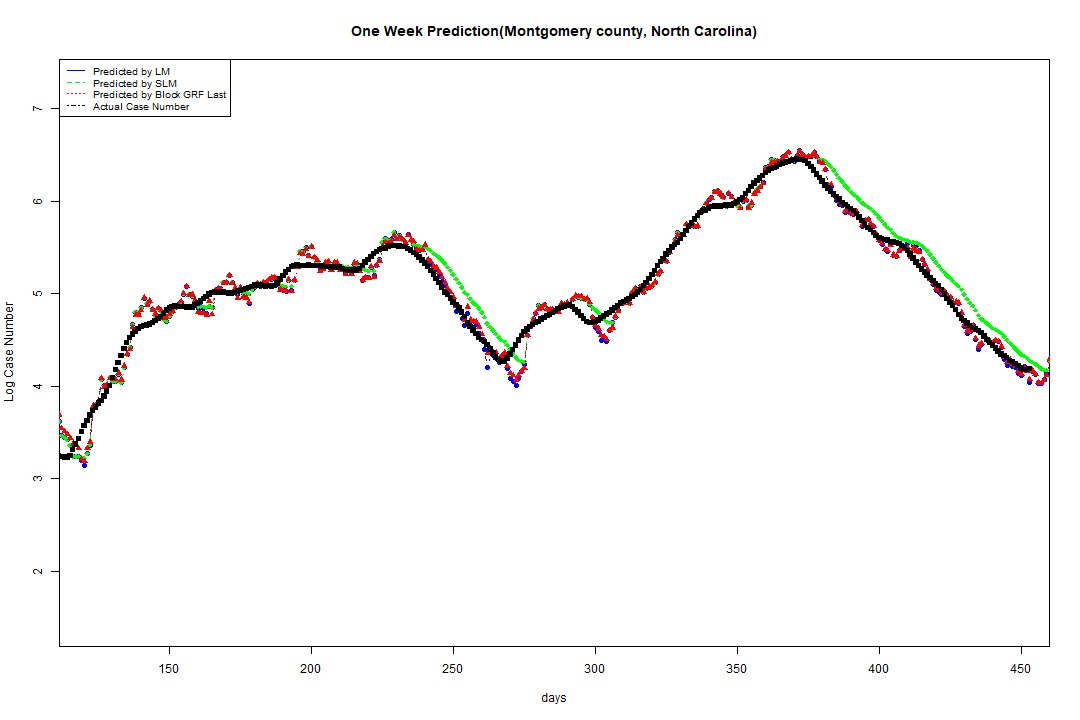 One Week Prediction(Montgomery county, North Carolina)
Predicted by LM
Predicted by SLM
Predicted by Block GRF Last
Actual Case Number
Log Case Number
7
6
5
4
3
2
150 200 250 300 350 400 450
days